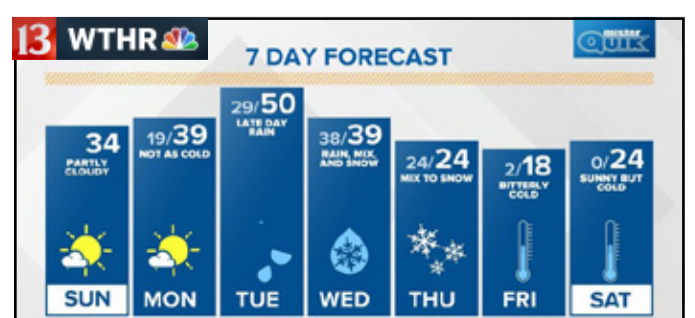 13 WTHR
mister
QUIK
7 DAY FORECAST
34
PARTLY
CLOUDY
SUN
19/39
NOT AS COLD
MON
29/50
LATE DAY
RAIN
TUE
38/39
RAIN, MIX,
AND SNOW
WED
24/24
MIX TO SNOW
THU
2/18
BITTERLY
COLD
FRI
0/24
SUNNY BUT
COLD
SAT